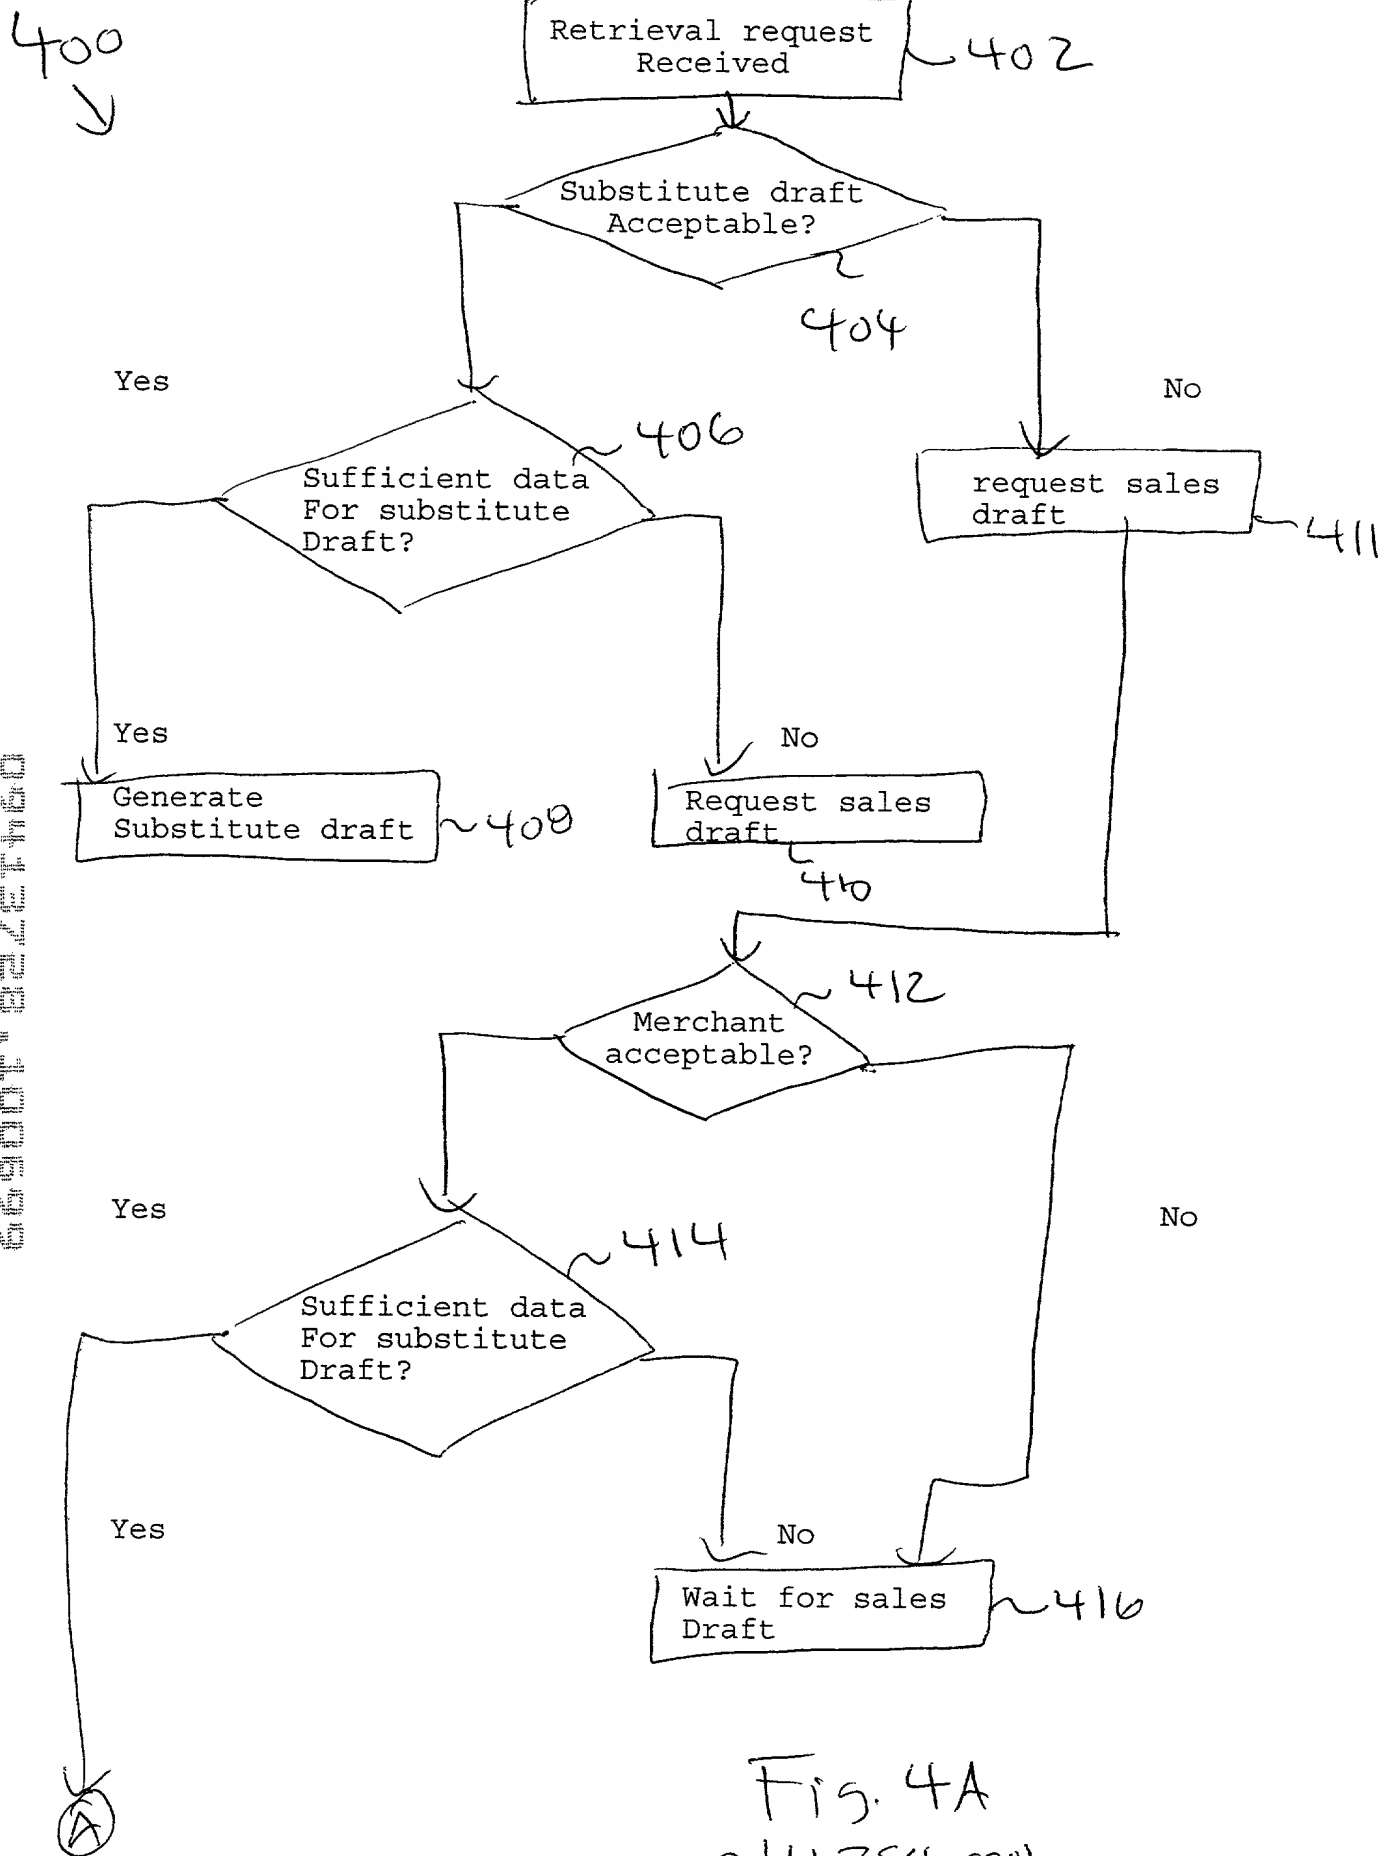 400
Retrieval request
Received
402
Substitute draft
Acceptable?
404
Yes
No
406
Sufficient data
For substitute
Draft?
request sales
draft
411
Yes
No
Generate
Substitute draft
408
Request sales
draft
410
412
Merchant
acceptable?
Yes
No
414
Sufficient data
For substitute
Draft?
Yes
No
Wait for sales
Draft
416
A
Fig. 4A